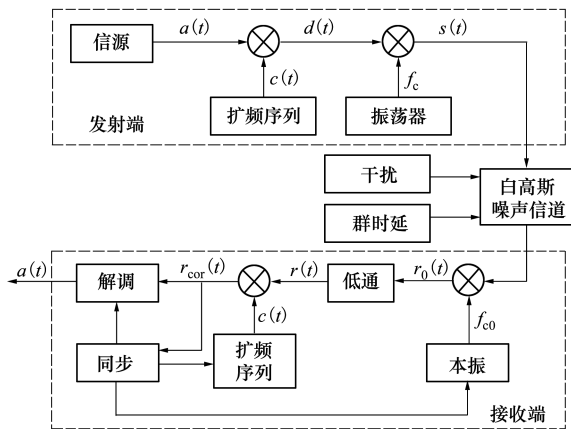 信源
a(t)
d(t)
s(t)
c(t)
f_c
扩频序列
振荡器
发射端
干扰
群时延
白高斯
噪声信道
a(t)
解调
r_cor(t)
r(t)
低通
r_0(t)
c(t)
f_c0
同步
扩频
序列
本振
接收端